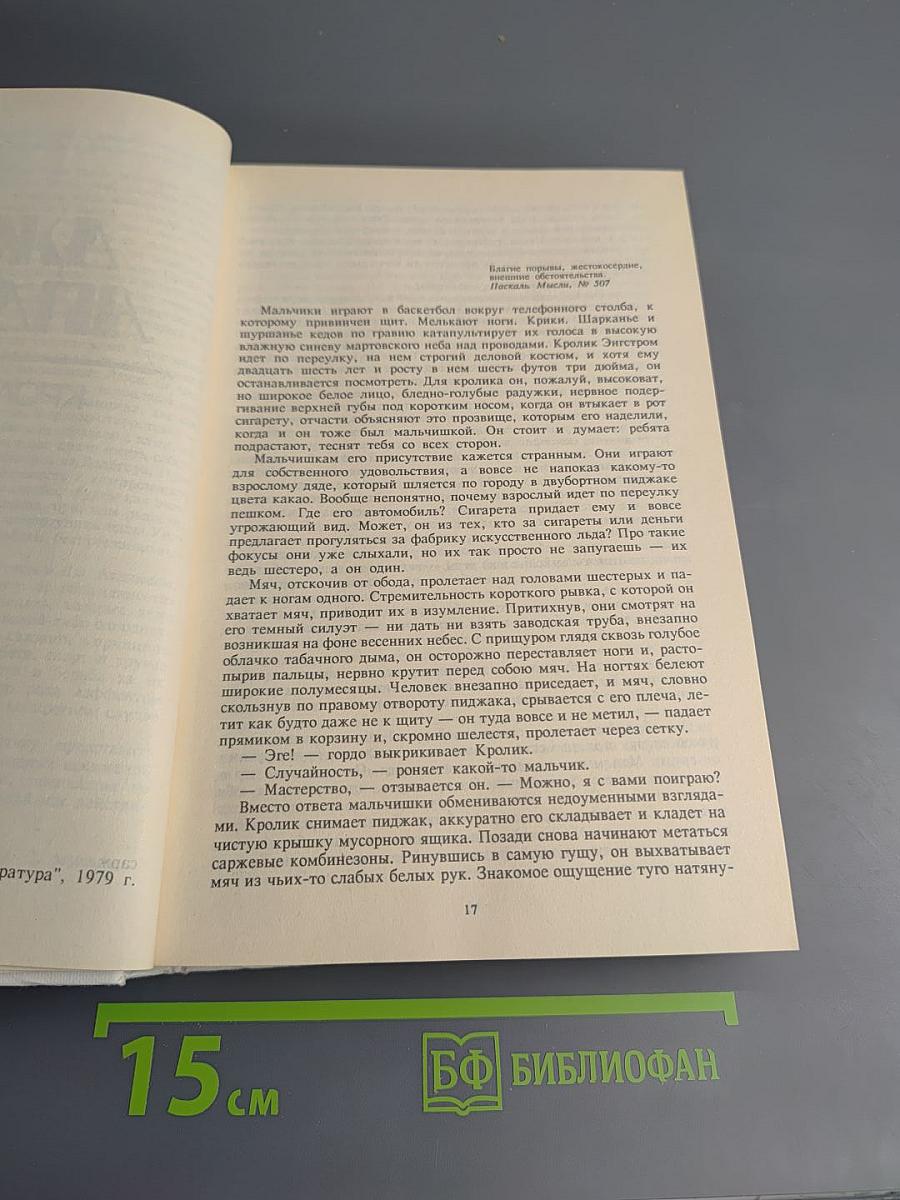 ратура", 1979 г.
Благие порывы, жестокосердие,
внешние обстоятельства.
Паскаль Мысли, № 507
Мальчики играют в баскетбол вокруг телефонного столба, к
которому привинчен щит. Мелькают ноги. Крики. Шарканье и
шуршанье кедов по гравию катапультирует их голоса в высокую
влажную синеву мартовского неба над проводами. Кролик Энгстром
идет по переулку, на нем строгий деловой костюм, и хотя ему
двадцать шесть лет и росту в нем шесть футов три дюйма, он
останавливается посмотреть. Для кролика он, пожалуй, высоковат,
но широкое белое лицо, бледно-голубые радужки, нервное подер-
гивание верхней губы под коротким носом, когда он втыкает в рот
сигарету, отчасти объясняют это прозвище, которым его наделили,
когда и он тоже был мальчишкой. Он стоит и думает: ребята
подрастают, теснят тебя со всех сторон.
Мальчишкам его присутствие кажется странным. Они играют
для собственного удовольствия, а вовсе не напоказ какому-то
взрослому дяде, который шляется по городу в двубортном пиджаке
цвета какао. Вообще непонятно, почему взрослый идет по переулку
пешком. Где его автомобиль? Сигарета придает ему и вовсе
угрожающий вид. Может, он из тех, кто за сигареты или деньги
предлагает прогуляться за фабрику искусственного льда? Про такие
фокусы они уже слыхали, но их так просто не запугаешь — их
ведь шестеро, а он один.
Мяч, отскочив от обода, пролетает над головами шестерых и па-
дает к ногам одного. Стремительность короткого рывка, с которой он
хватает мяч, приводит их в изумление. Притихнув, они смотрят на
его темный силуэт — ни дать ни взять заводская труба, внезапно
возникшая на фоне весенних небес. С прищуром глядя сквозь голубое
облачко табачного дыма, он осторожно переставляет ноги и, расто-
пырив пальцы, нервно крутит перед собою мяч. На ногтях белеют
широкие полумесяцы. Человек внезапно приседает, и мяч, словно
скользнув по правому отвороту пиджака, срывается с его плеча, ле-
тит как будто даже не к щиту — он туда вовсе и не метил, — падает
прямиком в корзину и, скромно шелестя, пролетает через сетку.
— Эге! — гордо выкрикивает Кролик.
— Случайность, — роняет какой-то мальчик.
— Мастерство, — отзывается он. — Можно, я с вами поиграю?
Вместо ответа мальчишки обмениваются недоуменными взгляда-
ми. Кролик снимает пиджак, аккуратно его складывает и кладет на
чистую крышку мусорного ящика. Позади снова начинают метаться
саржевые комбинезоны. Ринувшись в самую гущу, он выхватывает
мяч из чьих-то слабых белых рук. Знакомое ощущение туго натяну-
17
15 см
БФ БИБЛИОФАН